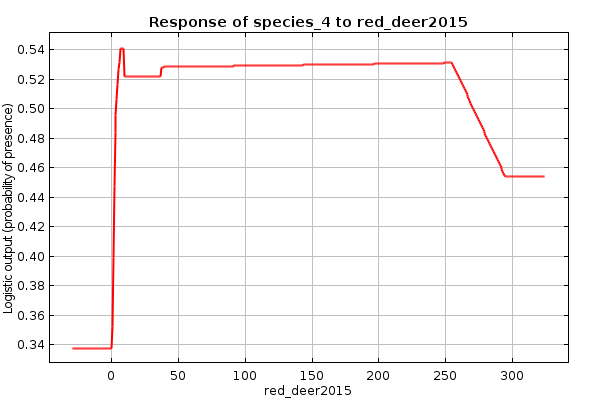 Response of species_4 to red_deer2015
Logistic output (probability of presence)
0.54
0.52
0.50
0.48
0.46
0.44
0.42
0.40
0.38
0.36
0.34
0 50 100 150 200 250 300
red_deer2015